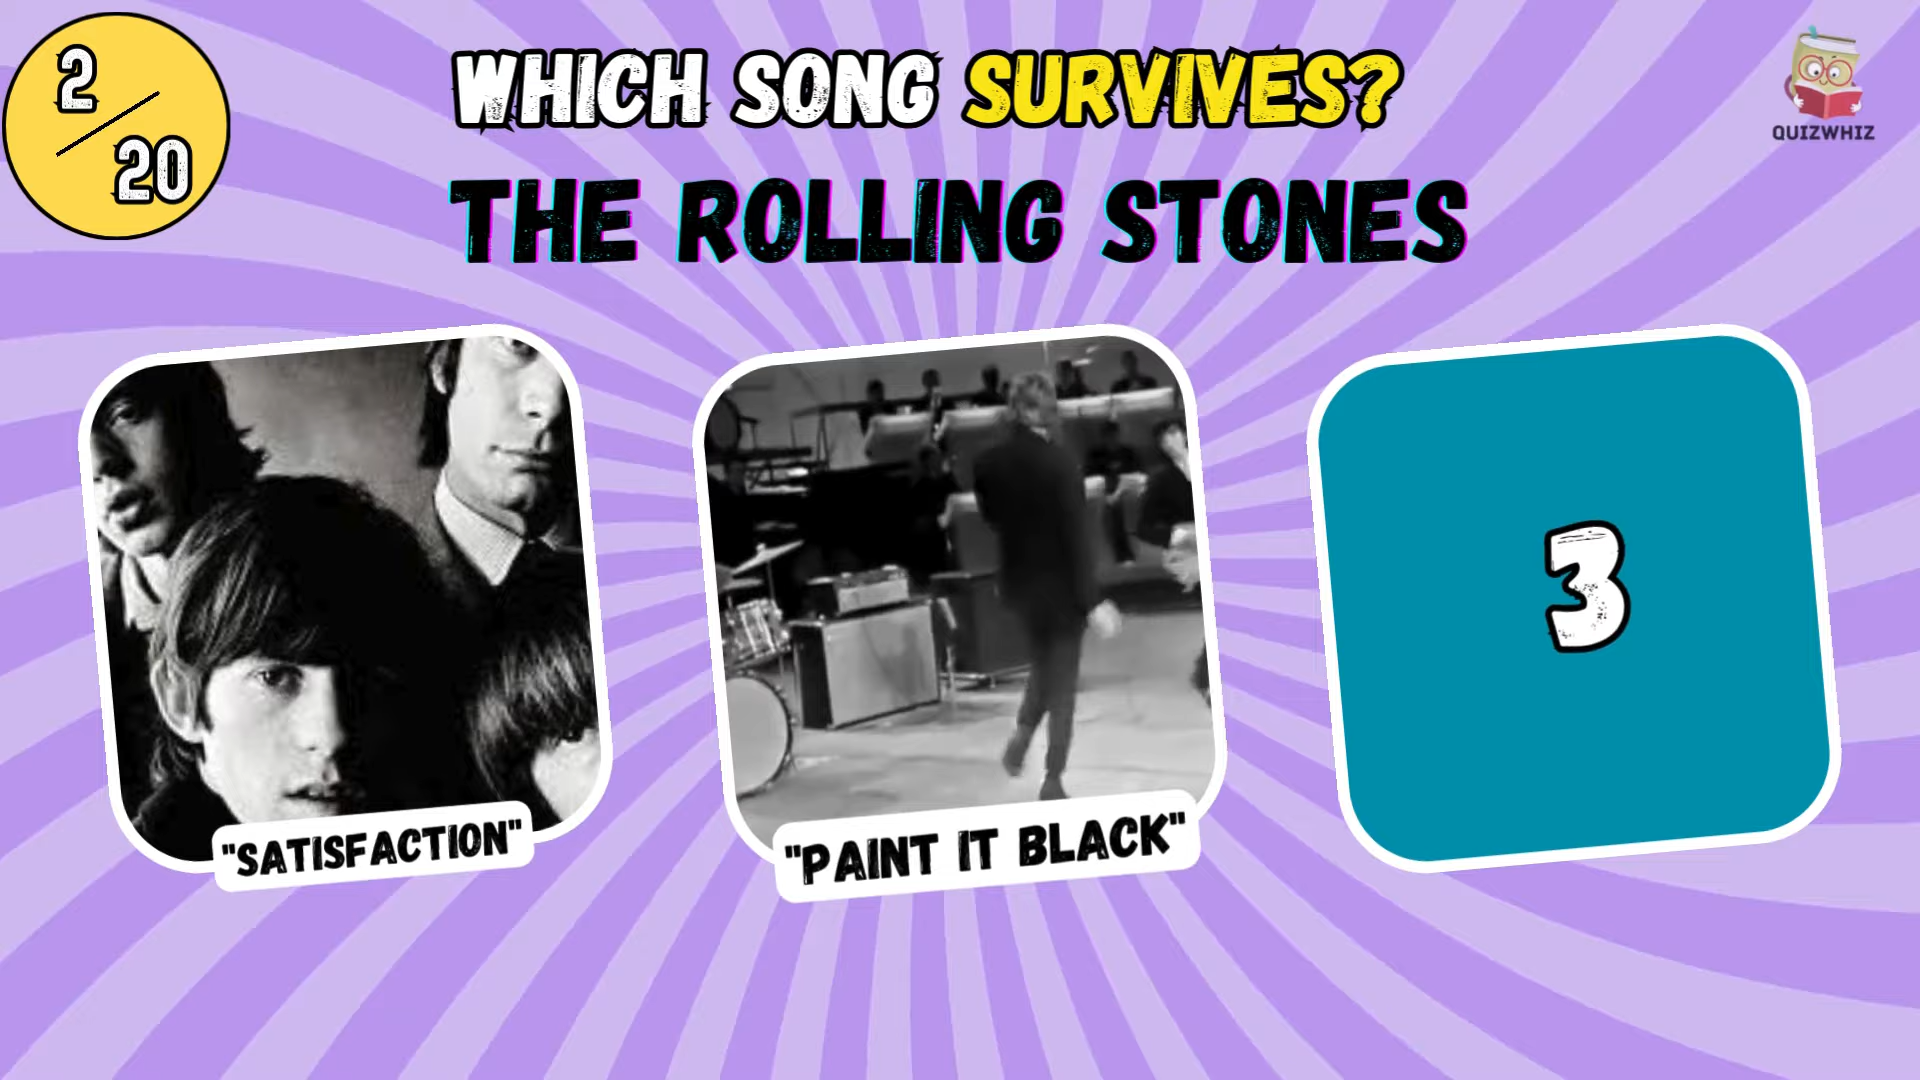 2
20
WHICH SONG SURVIVES?
QUIZWHIZ
THE ROLLING STONES
3
"SATISFACTION"
"PAINT IT BLACK"